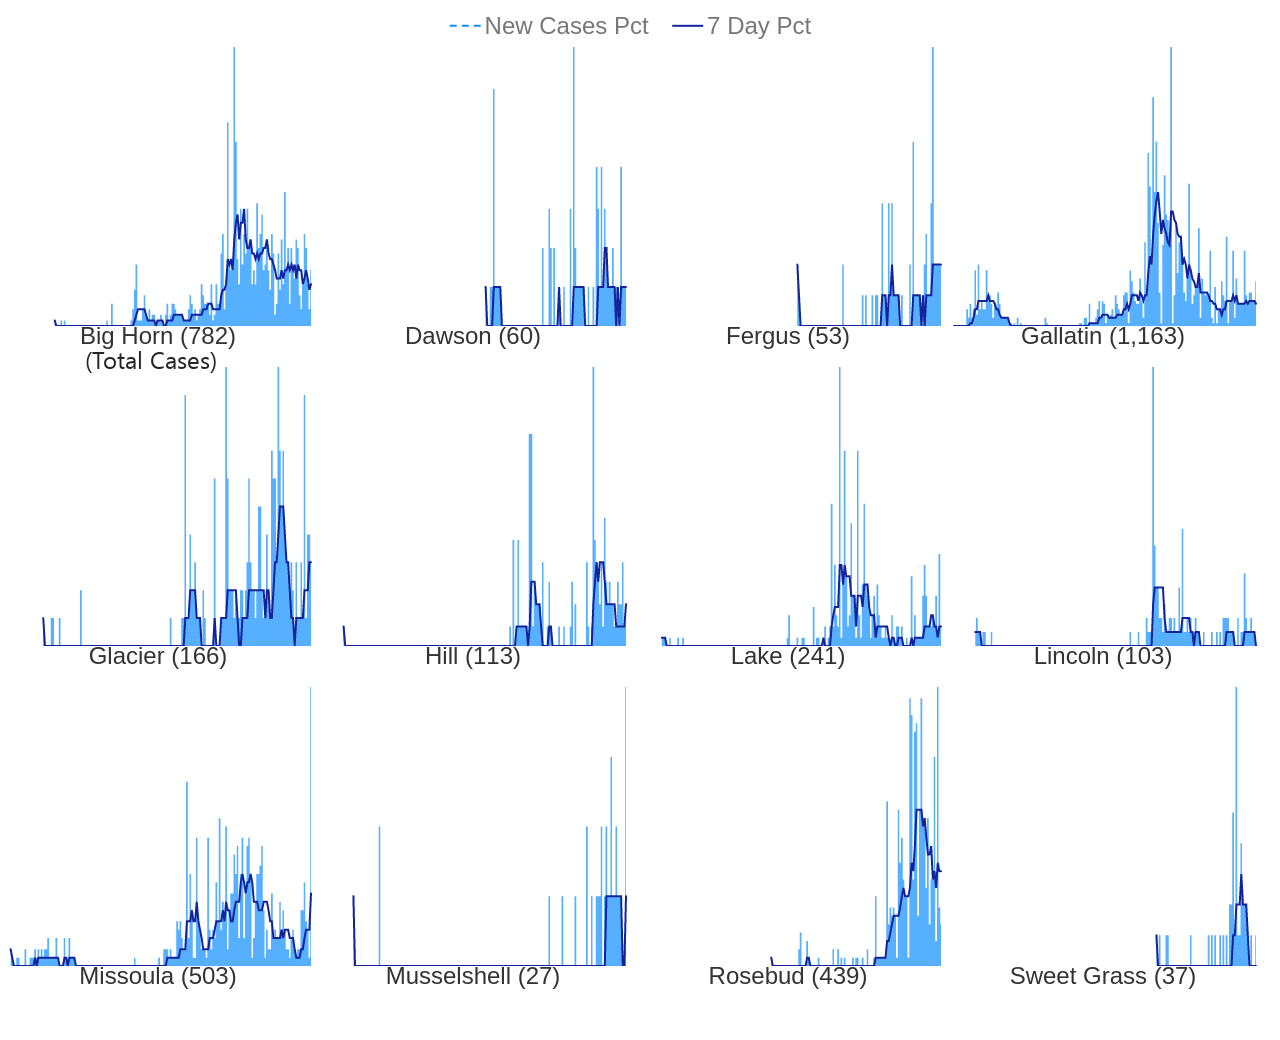 New Cases Pct 7 Day Pct
Big Horn (782)
(Total Cases)
Dawson (60)
Fergus (53)
Gallatin (1,163)
Glacier (166)
Hill (113)
Lake (241)
Lincoln (103)
Missoula (503)
Musselshell (27)
Rosebud (439)
Sweet Grass (37)